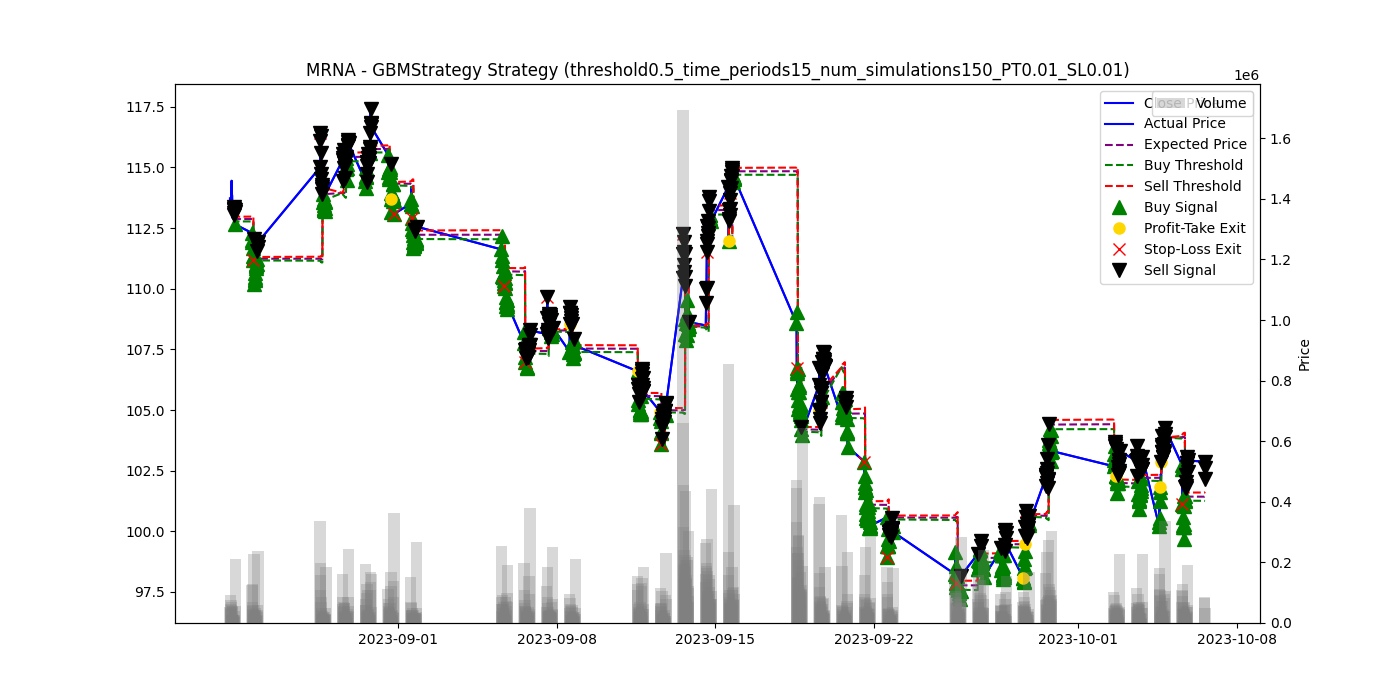 MRNA - GBMStrategy Strategy (threshold0.5_time_periods15_num_simulations150_PT0.01_SL0.01)
1e6
117.5
115.0
112.5
110.0
107.5
105.0
102.5
100.0
97.5
Volume
Actual Price
Expected Price
Buy Threshold
Sell Threshold
Buy Signal
Profit-Take Exit
Stop-Loss Exit
Sell Signal
1.6
1.4
1.2
1.0
0.8
0.6
0.4
0.2
0.0
Price
2023-09-01
2023-09-08
2023-09-15
2023-09-22
2023-10-01
2023-10-08